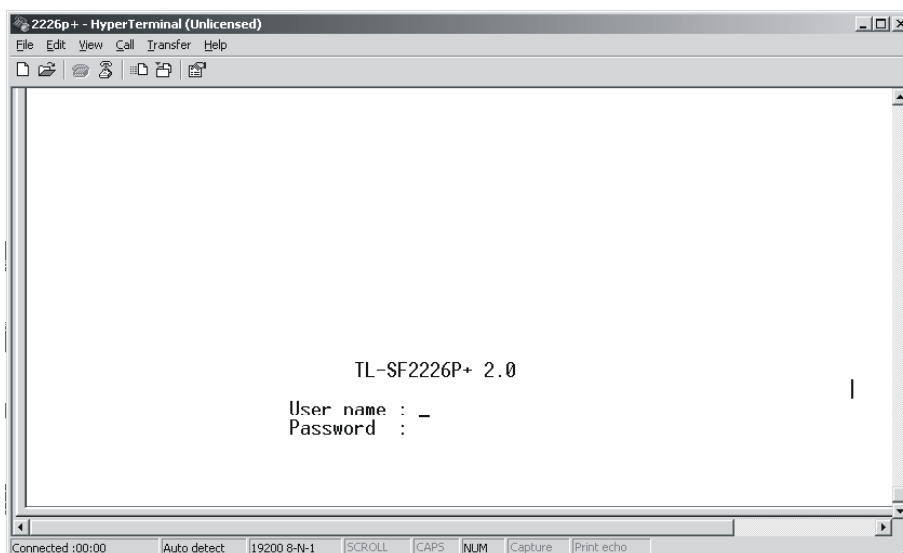 2226p+ - HyperTerminal (Unlicensed)
File Edit View Call Transfer Help
TL-SF2226P+ 2.0
User name : _
Password :
Connected :00:00 Auto detect 19200 8-N-1 SCROLL CAPS NUM Capture Print echo